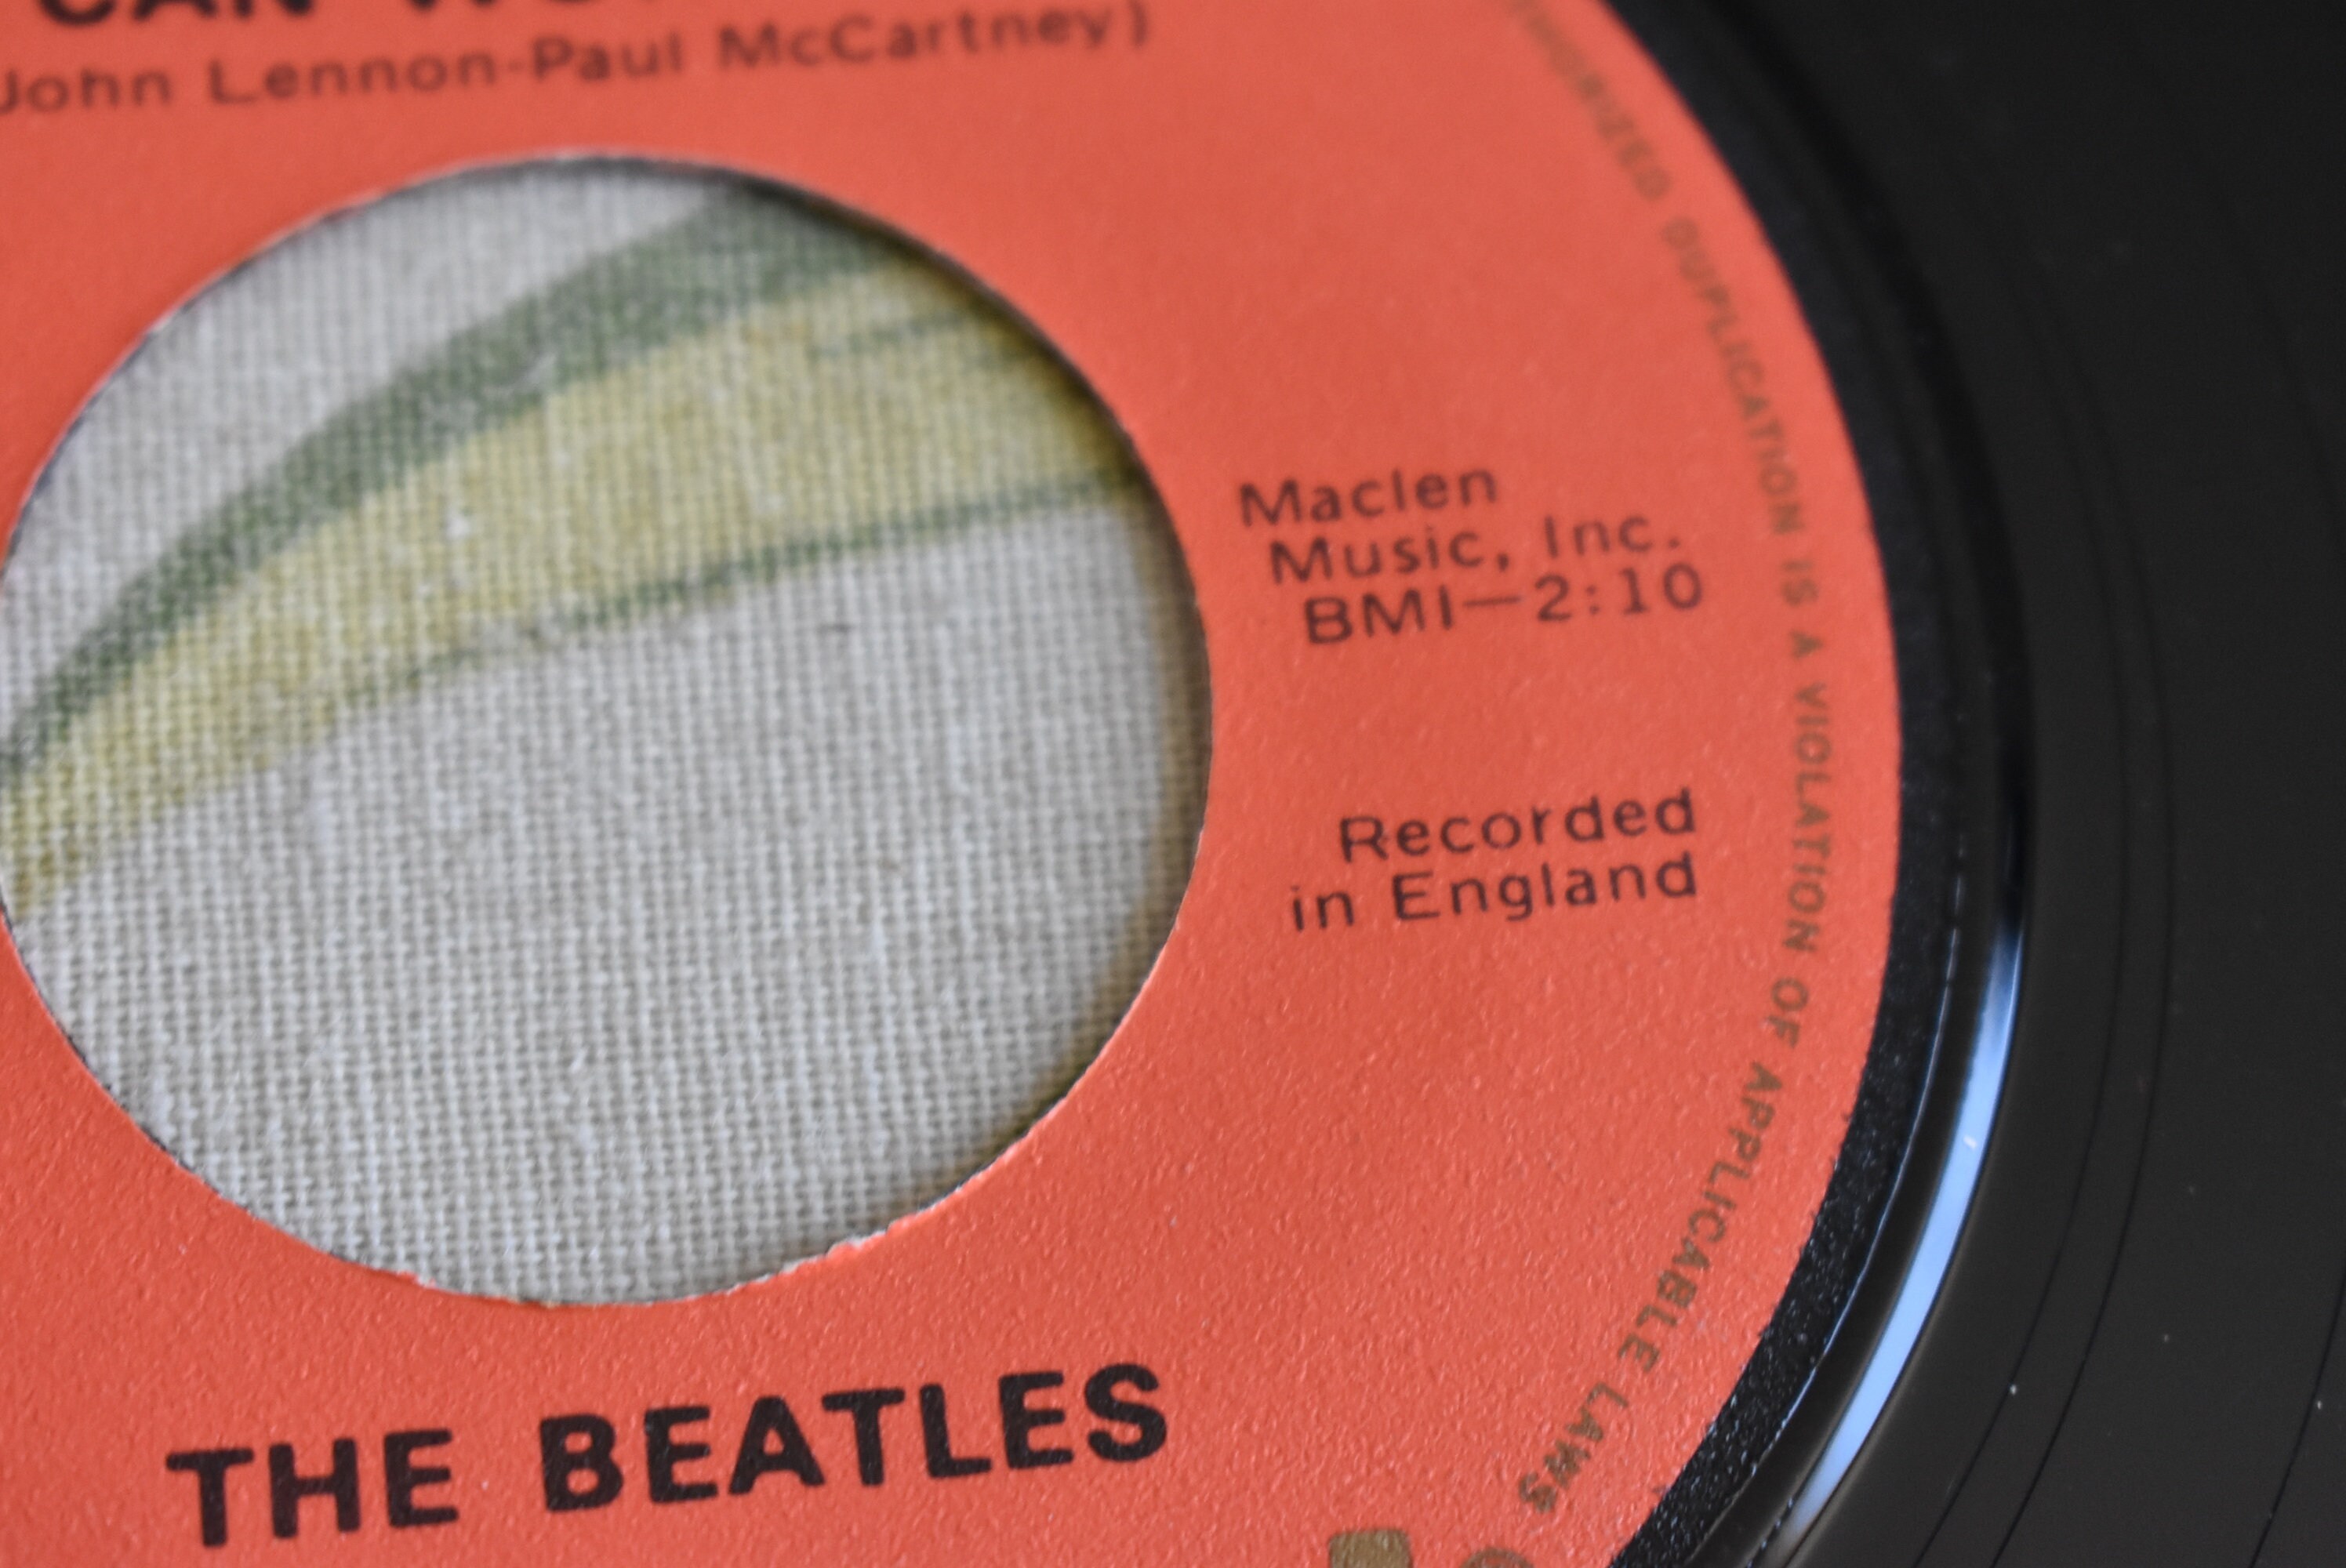 CAN
John Lennon-Paul McCartney)
Maclen
Music, Inc.
BMI—2:10
Recorded
in England
THE BEATLES
DUPLICATION IS A VIOLATION OF APPLICABLE LAWS